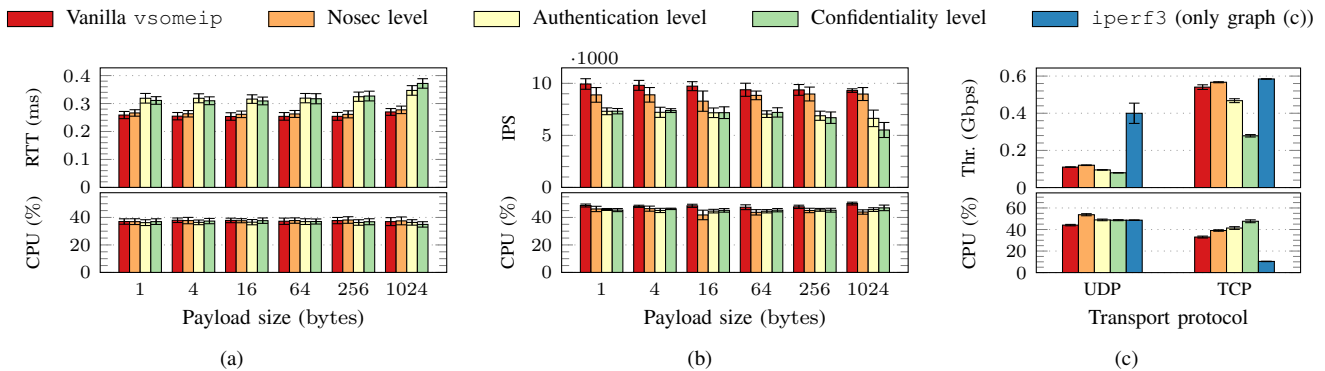 Vanilla vsomeip Nosec level Authentication level Confidentiality level iperf3 (only graph (c))
RTT (ms)
0.4
0.3
0.2
0.1
0
CPU (%)
40
20
0
1 4 16 64 256 1024
Payload size (bytes)
(a)
·1000
IPS
10
5
0
CPU (%)
40
20
0
1 4 16 64 256 1024
Payload size (bytes)
(b)
Thr. (Gbps)
0.6
0.4
0.2
0
CPU (%)
60
40
20
0
UDP TCP
Transport protocol
(c)